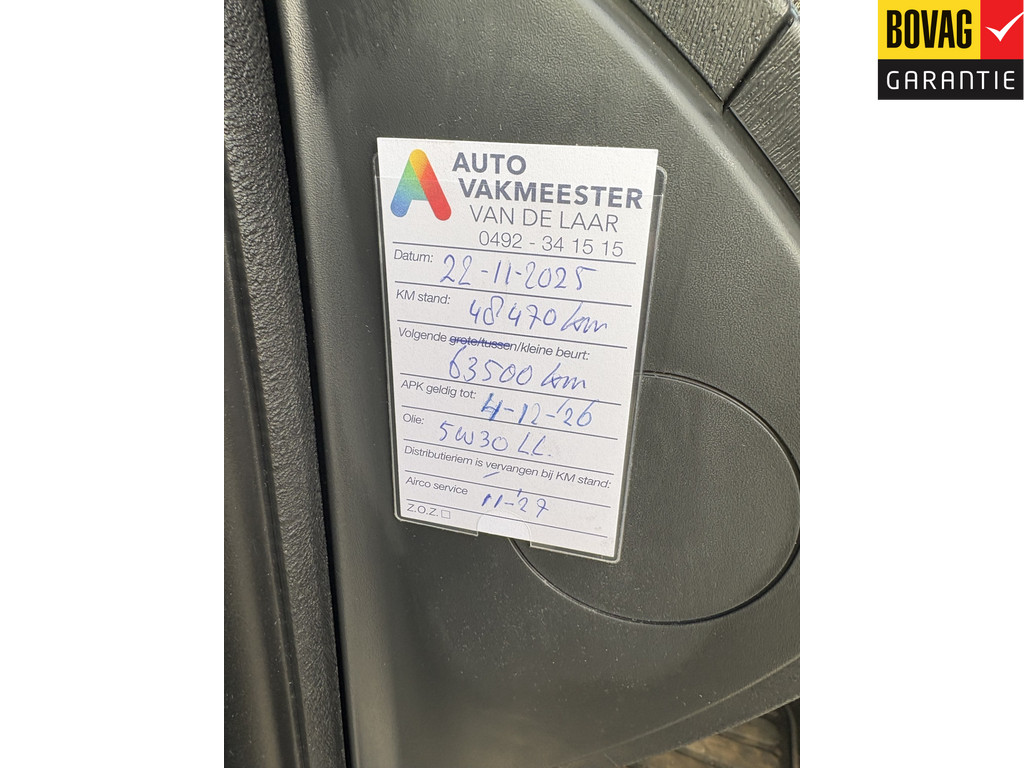 BOVAG
GARANTIE
AUTO
VAKMEESTER
VAN DE LAAR
0492 - 34 15 15
Datum: 22-11-2025
KM stand: 48470 km
Volgende grote/tussen/kleine beurt:
63500 km
APK geldig tot: 4-12-'26
Olie: 5W30 LL.
Distributieriem is vervangen bij KM stand:
-
Airco service 11-'27
Z.O.Z. □